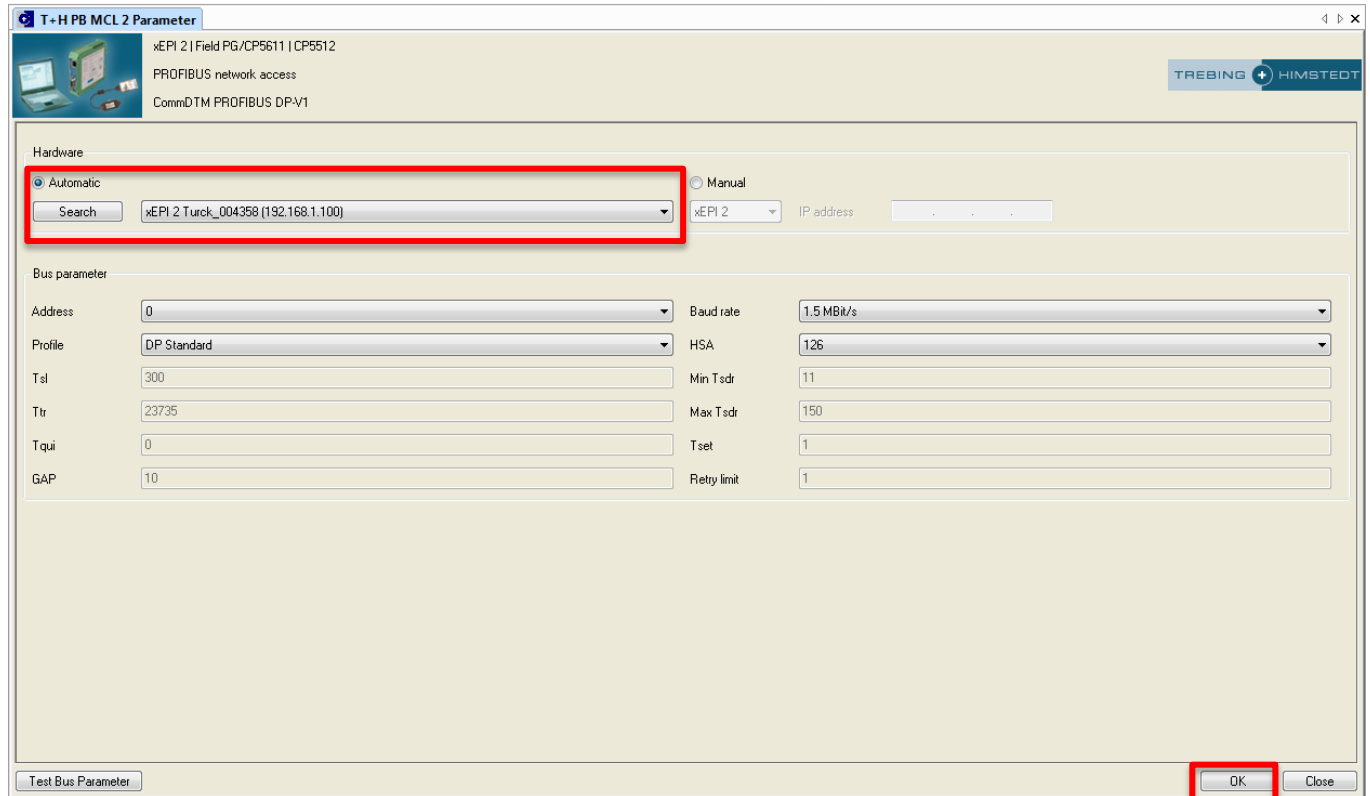 T+H PB MCL 2 Parameter
xEPI 2 | Field PG/CP5611 | CP5512
PROFIBUS network access
CommDTM PROFIBUS DP-V1
TREBING + HIMSTEDT
Hardware
Automatic
Manual
Search
xEPI 2 Turck_004358 (192.168.1.100)
xEPI 2
IP address
. . .
Bus parameter
Address
0
Baud rate
1.5 MBit/s
Profile
DP Standard
HSA
126
Tsl
300
Min Tsdr
11
Ttr
23735
Max Tsdr
150
Tqui
0
Tset
1
GAP
10
Retry limit
1
Test Bus Parameter
OK
Close